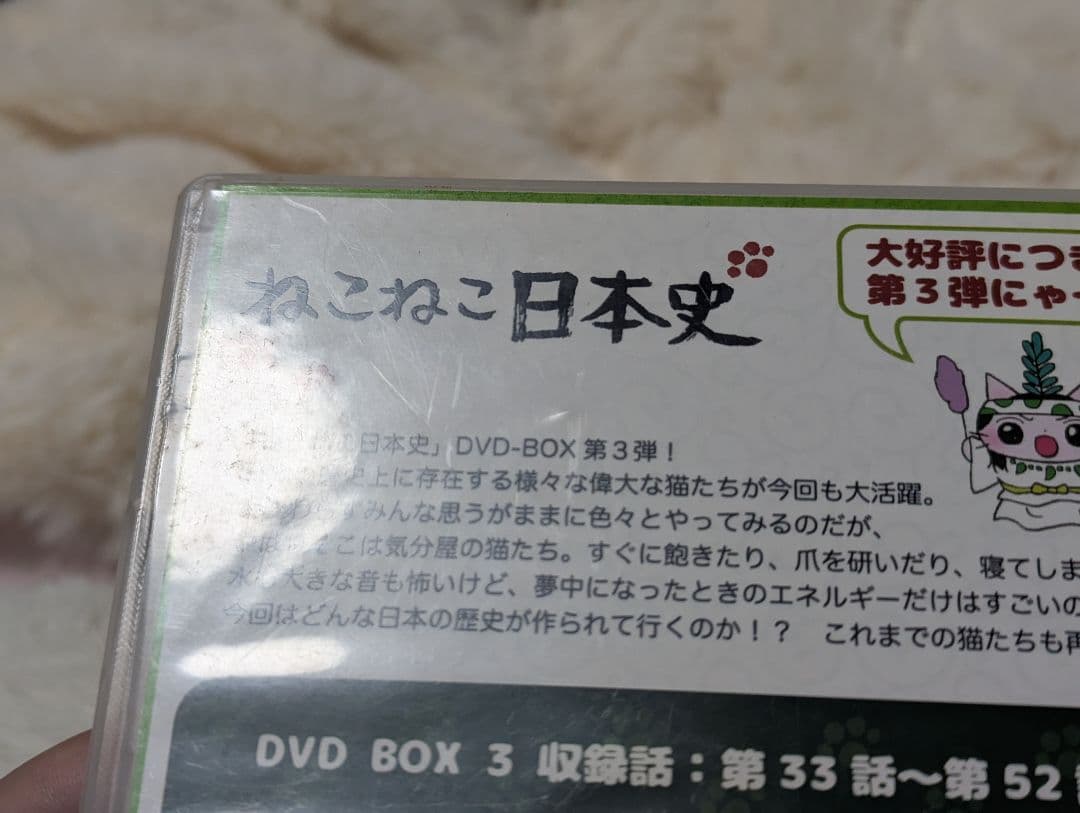 ねこねこ日本史
大好評につき
第3弾にゃ
日本史」DVD-BOX 第3弾！
史上に存在する様々な偉大な猫たちが今回も大活躍。
みんな思うがままに色々とやってみるのだが、
こは気分屋の猫たち。すぐに飽きたり、爪を研いだり、寝てしま
水 大きな音も怖いけど、夢中になったときのエネルギーだけはすごいの
今回はどんな日本の歴史が作られて行くのか！？ これまでの猫たちも再
DVD BOX 3 収録話：第33話〜第52